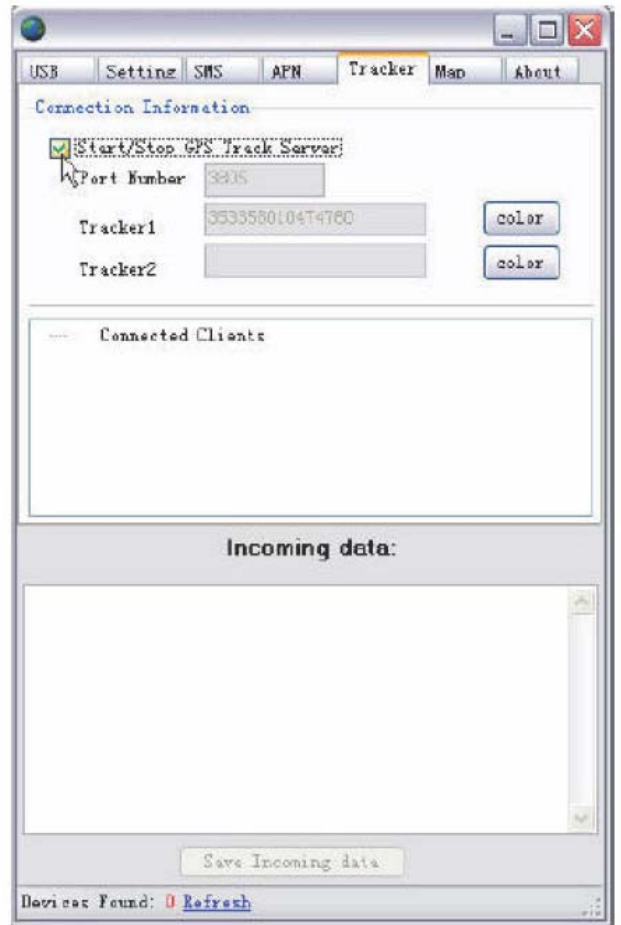 USB Setting SMS APN Tracker Map About
Connection Information
Start/Stop GPS Track Server
Port Number 3805
Tracker1 353358010474760 color
Tracker2 color
Connected Clients
Incoming data:
Save Incoming data
Devices Found: 0 Refresh